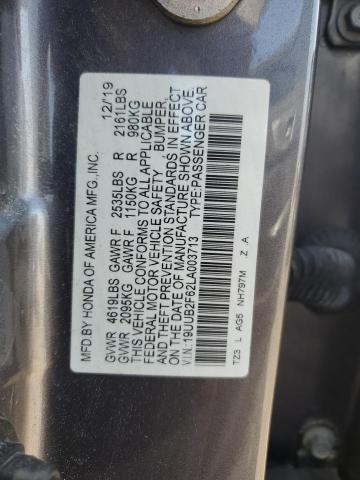 MFD.BY HONDA OF AMERICA MFG.,INC. 12/19
GVWR 4619LBS GAWR F 2535LBS R 2161LBS
GVWR 2095KG GAWR F 1150KG R 980KG
THIS VEHICLE CONFORMS TO ALL APPLICABLE
FEDERAL MOTOR VEHICLE SAFETY , BUMPER,
AND THEFT PREVENTION STANDARDS IN EFFECT
ON THE DATE OF MANUFACTURE SHOWN ABOVE.
V.I.N.:19UUB2F62LA003713 TYPE:PASSENGER CAR
TZ3 L AG5 NH797M Z .A